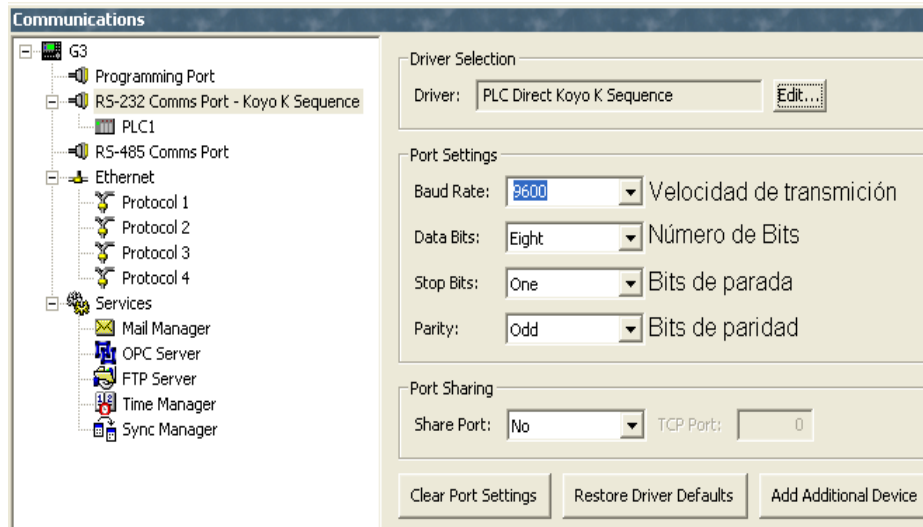 Communications
G3
Programming Port
RS-232 Comms Port - Koyo K Sequence
PLC1
RS-485 Comms Port
Ethernet
Protocol 1
Protocol 2
Protocol 3
Protocol 4
Services
Mail Manager
OPC Server
FTP Server
Time Manager
Sync Manager
Driver Selection
Driver: PLC Direct Koyo K Sequence Edit...
Port Settings
Baud Rate: 9600 Velocidad de transmición
Data Bits: Eight Número de Bits
Stop Bits: One Bits de parada
Parity: Odd Bits de paridad
Port Sharing
Share Port: No TCP Port: 0
Clear Port Settings Restore Driver Defaults Add Additional Device